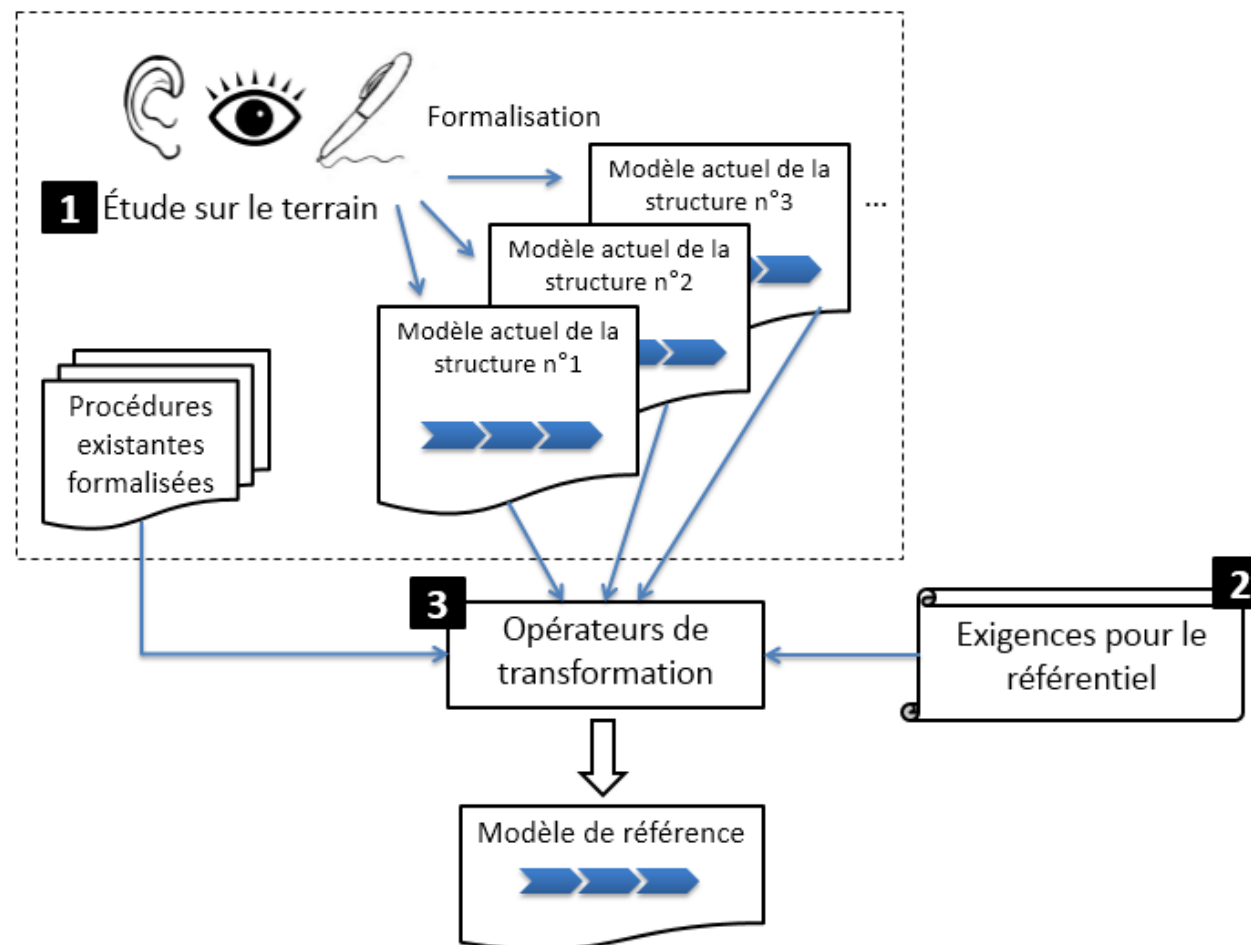 Formalisation
1 Étude sur le terrain
Modèle actuel de la
structure n°3
...
Modèle actuel de la
structure n°2
Modèle actuel de la
structure n°1
Procédures
existantes
formalisées
3
Opérateurs de
transformation
2
Exigences pour le
référentiel
Modèle de référence